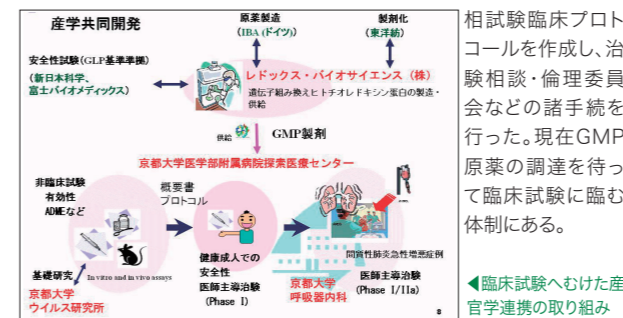 産学共同開発
原薬製造
(IBA (ドイツ))
製剤化
(東洋紡)
安全性試験(GLP基準準拠)
(新日本科学、
富士バイオメディックス)
レドックス・バイオサイエンス（株）
遺伝子組み換えヒトチオレドキシン蛋白の製造・
供給
供給
GMP製剤
京都大学医学部附属病院探索医療センター
非臨床試験
有効性
ADMEなど
概要書
プロトコル
基礎研究
In vitro and in vivo assays
京都大学
ウイルス研究所
健康成人での
安全性
医師主導治験
(Phase I)
間質性肺炎急性増悪症例
京都大学
呼吸器内科
医師主導治験
(Phase I/IIa)
8
相試験臨床プロト
コールを作成し、治
験相談・倫理委員
会などの諸手続を
行った。現在GMP
原薬の調達を待っ
て臨床試験に臨む
体制にある。
◀臨床試験へむけた産
官学連携の取り組み